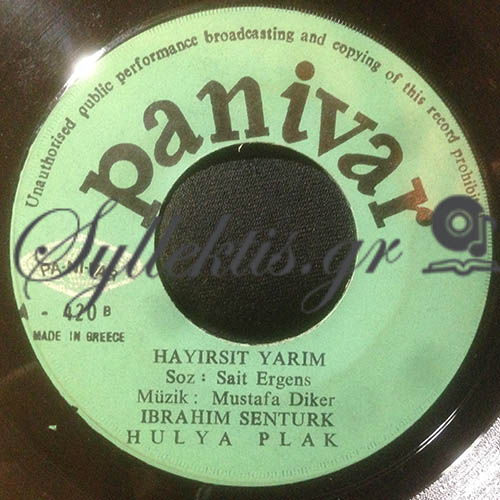 Unauthorised public performance broadcasting and copying of this record prohibi
panivar
Syllektis.gr
420 B
MADE IN GREECE
HAYIRSIT YARIM
Soz : Sait Ergens
Müzik : Mustafa Diker
IBRAHIM SENTURK
HULYA PLAK